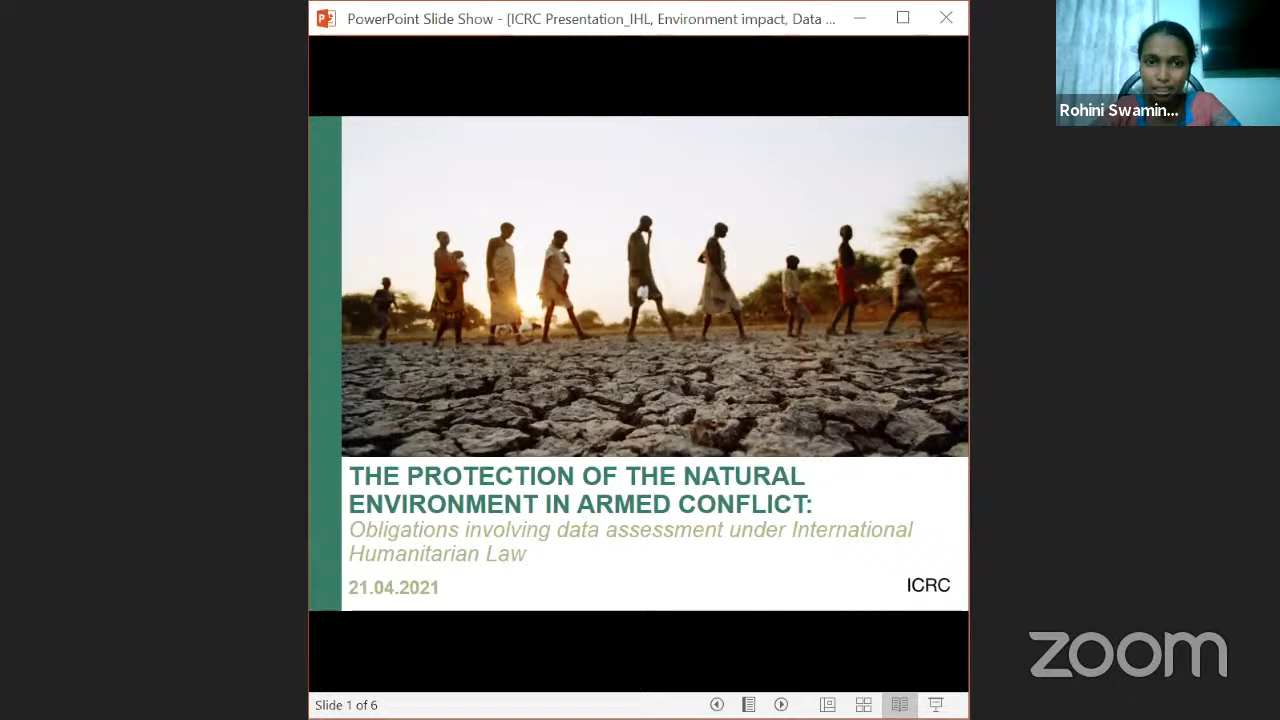 PowerPoint Slide Show - [ICRC Presentation_IHL, Environment impact, Data ...
Rohini Swamin...
THE PROTECTION OF THE NATURAL
ENVIRONMENT IN ARMED CONFLICT:
Obligations involving data assessment under International
Humanitarian Law
21.04.2021
ICRC
zoom
Slide 1 of 6